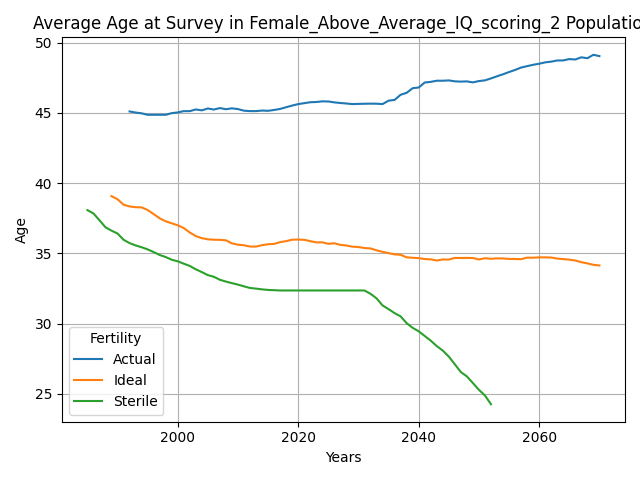 Average Age at Survey in Female_Above_Average_IQ_scoring_2 Populatio
50
45
40
35
30
25
Age
Fertility
Actual
Ideal
Sterile
2000 2020 2040 2060
Years